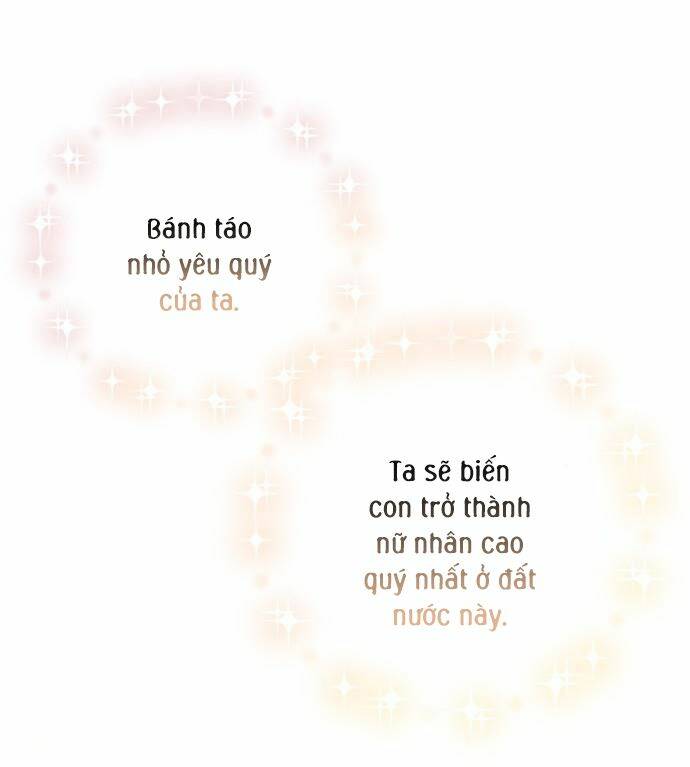 Bánh táo
nhỏ yêu quý
của ta.
Ta sẽ biến
con trở thành
nữ nhân cao
quý nhất ở đất
nước này.